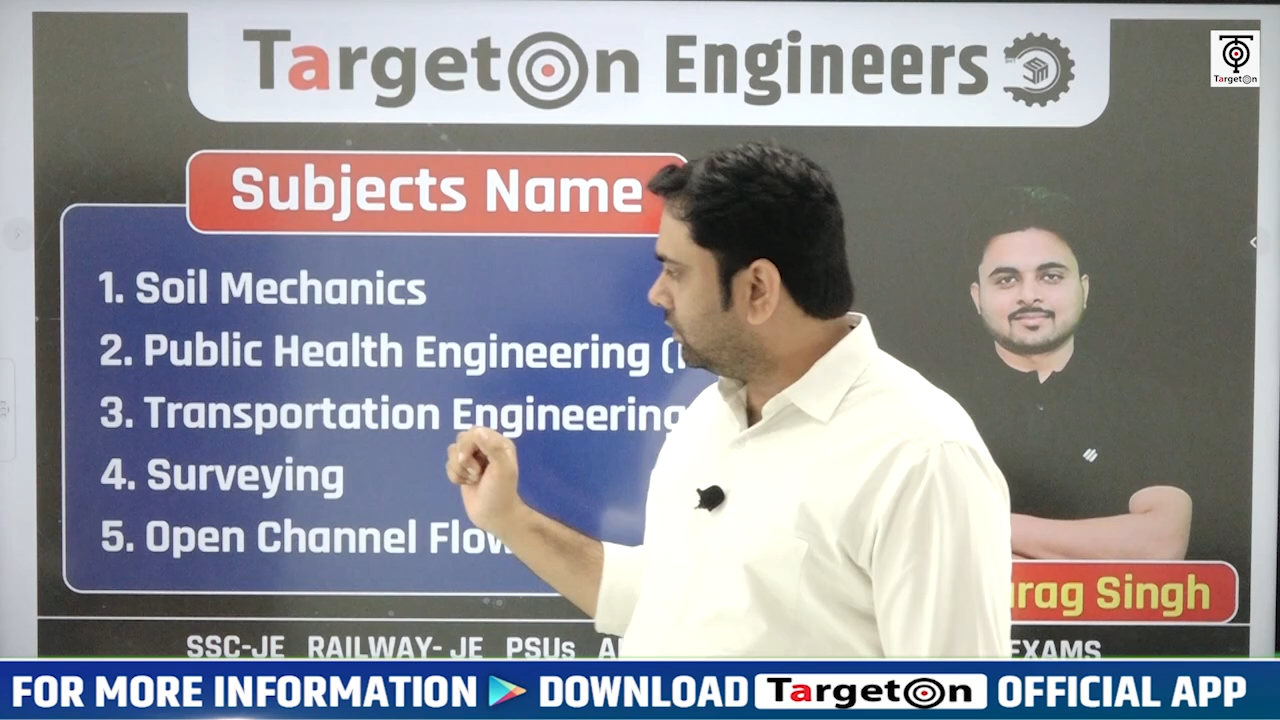 TargetOn Engineers
TargetOn
Subjects Name
1. Soil Mechanics
2. Public Health Engineering
3. Transportation Engineering
4. Surveying
5. Open Channel Flow
Singh
SSC-JE RAILWAY-JE PSUs EXAMS
FOR MORE INFORMATION DOWNLOAD TargetOn OFFICIAL APP